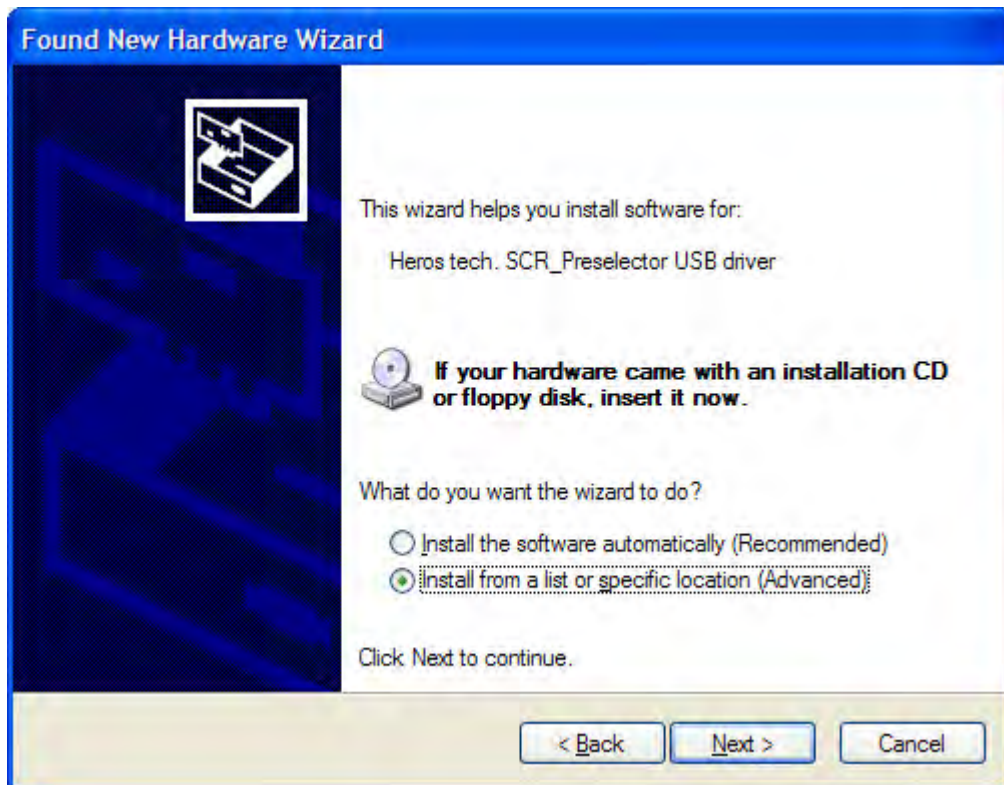 Found New Hardware Wizard
This wizard helps you install software for:
Heros tech. SCR_Preselector USB driver
If your hardware came with an installation CD
or floppy disk, insert it now.
What do you want the wizard to do?
Install the software automatically (Recommended)
Install from a list or specific location (Advanced)
Click Next to continue.
< Back Next > Cancel